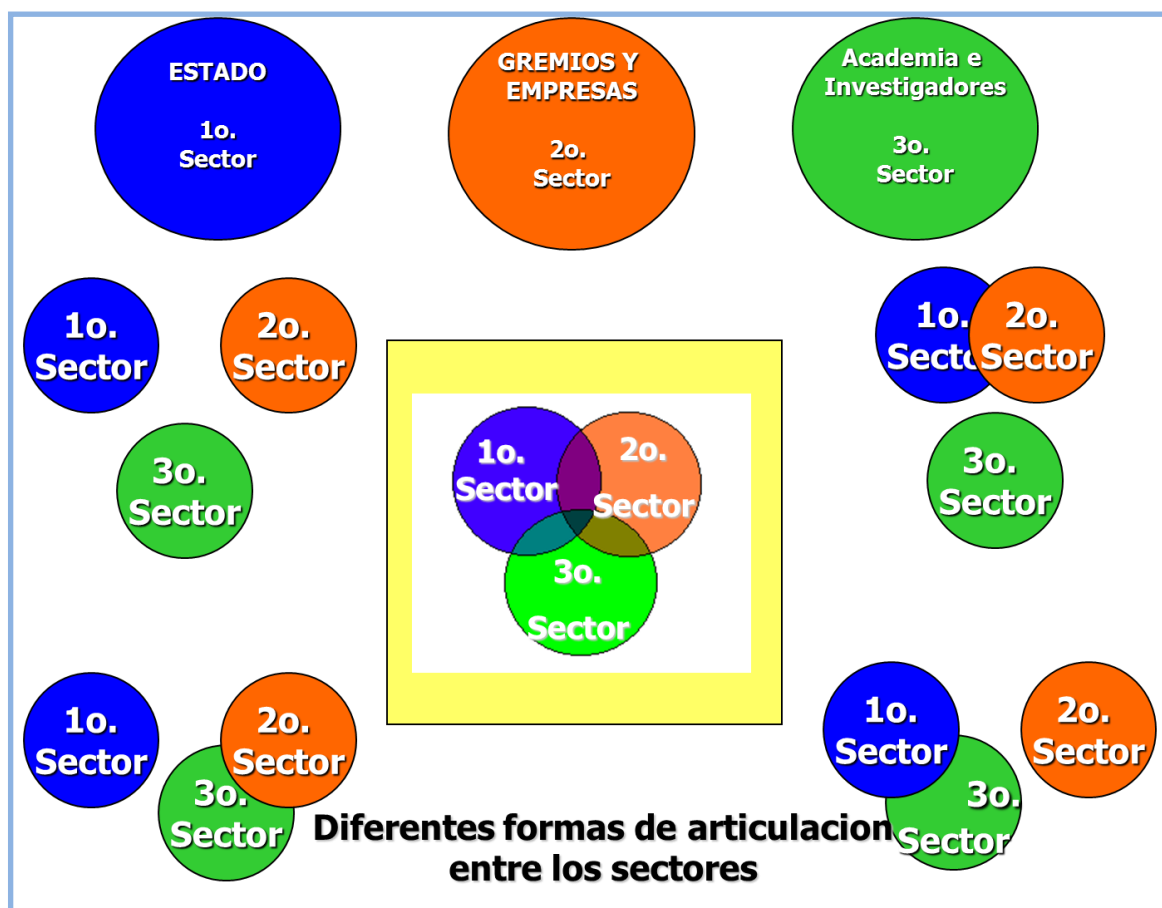 ESTADO
1o.
Sector
GREMIOS Y
EMPRESAS
2o.
Sector
Academia e
Investigadores
3o.
Sector
1o.
Sector
2o.
Sector
3o.
Sector
1o.
Sector
2o.
Sector
3o.
Sector
1o.
Sector
2o.
Sector
3o.
Sector
1o.
Sector
2o.
Sector
3o.
Sector
1o.
Sector
2o.
Sector
3o.
Sector
Diferentes formas de articulacion
entre los sectores